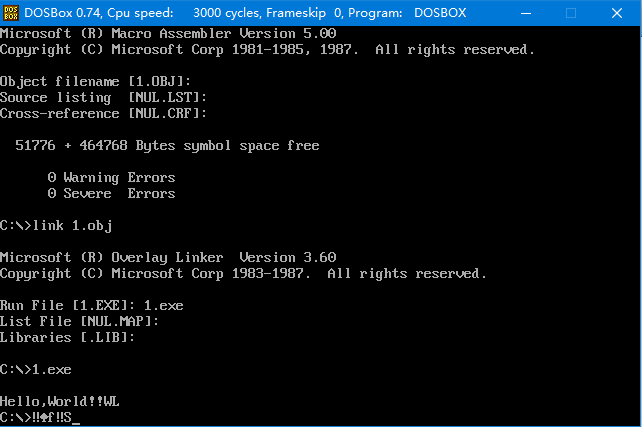 DOS BOX DOSBox 0.74, Cpu speed: 3000 cycles, Frameskip 0, Program: DOSBOX
Microsoft (R) Macro Assembler Version 5.00
Copyright (C) Microsoft Corp 1981-1985, 1987.  All rights reserved.
Object filename [1.OBJ]:
Source listing  [NUL.LST]:
Cross-reference [NUL.CRF]:
51776 + 464768 Bytes symbol space free
0 Warning Errors
0 Severe  Errors
C:\>link 1.obj
Microsoft (R) Overlay Linker  Version 3.60
Copyright (C) Microsoft Corp 1983-1987.  All rights reserved.
Run File [1.EXE]: 1.exe
List File [NUL.MAP]:
Libraries [.LIB]:
C:\>1.exe
Hello,World!!WL
C:\>‼♠f‼S_